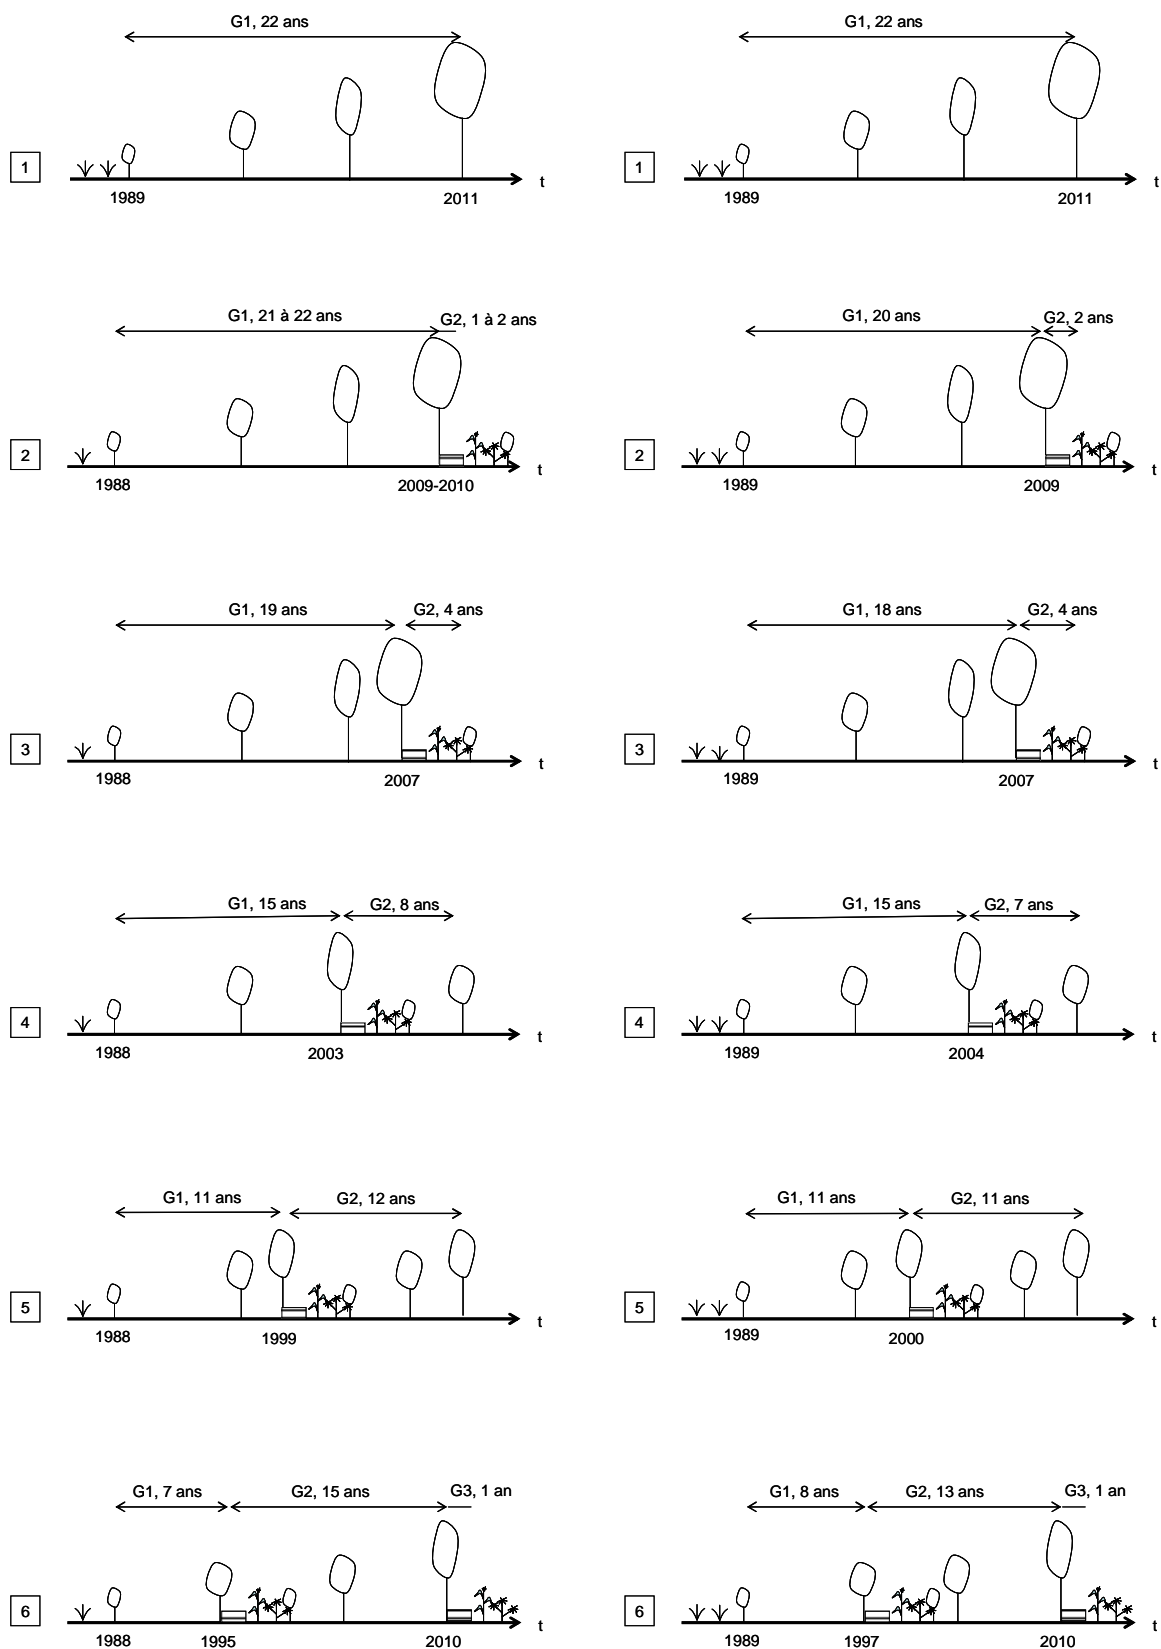 G1, 22 ans
1
t
1989
2011
G1, 22 ans
1
t
1989
2011
G1, 21 à 22 ans
G2, 1 à 2 ans
2
t
1988
2009-2010
G1, 20 ans
G2, 2 ans
2
t
1989
2009
G1, 19 ans
G2, 4 ans
3
t
1988
2007
G1, 18 ans
G2, 4 ans
3
t
1989
2007
G1, 15 ans
G2, 8 ans
4
t
1988
2003
G1, 15 ans
G2, 7 ans
4
t
1989
2004
G1, 11 ans
G2, 12 ans
5
t
1988
1999
G1, 11 ans
G2, 11 ans
5
t
1989
2000
G1, 7 ans
G2, 15 ans
G3, 1 an
6
t
1988
1995
2010
G1, 8 ans
G2, 13 ans
G3, 1 an
6
t
1989
1997
2010